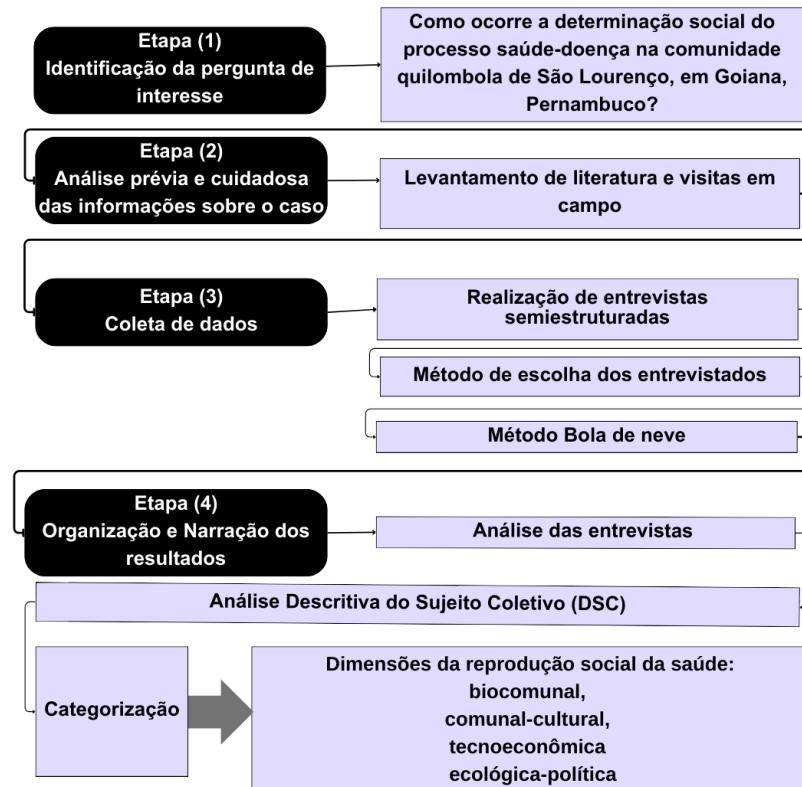 Etapa (1)
Identificação da pergunta de
interesse
Como ocorre a determinação social do
processo saúde-doença na comunidade
quilombola de São Lourenço, em Goiana,
Pernambuco?
Etapa (2)
Análise prévia e cuidadosa
das informações sobre o caso
Levantamento de literatura e visitas em
campo
Etapa (3)
Coleta de dados
Realização de entrevistas
semiestruturadas
Método de escolha dos entrevistados
Método Bola de neve
Etapa (4)
Organização e Narração dos
resultados
Análise das entrevistas
Análise Descritiva do Sujeito Coletivo (DSC)
Categorização
Dimensões da reprodução social da saúde:
biocomunal,
comunal-cultural,
tecnoeconômica
ecológica-política